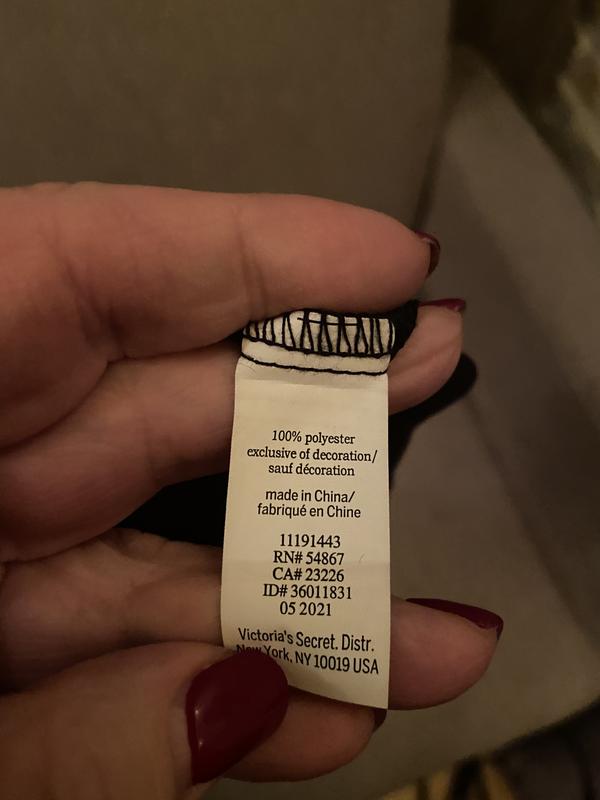 100% polyester
exclusive of decoration/
sauf décoration
made in China/
fabriqué en Chine
11191443
RN# 54867
CA# 23226
ID# 36011831
05 2021
Victoria's Secret. Distr.
New York, NY 10019 USA